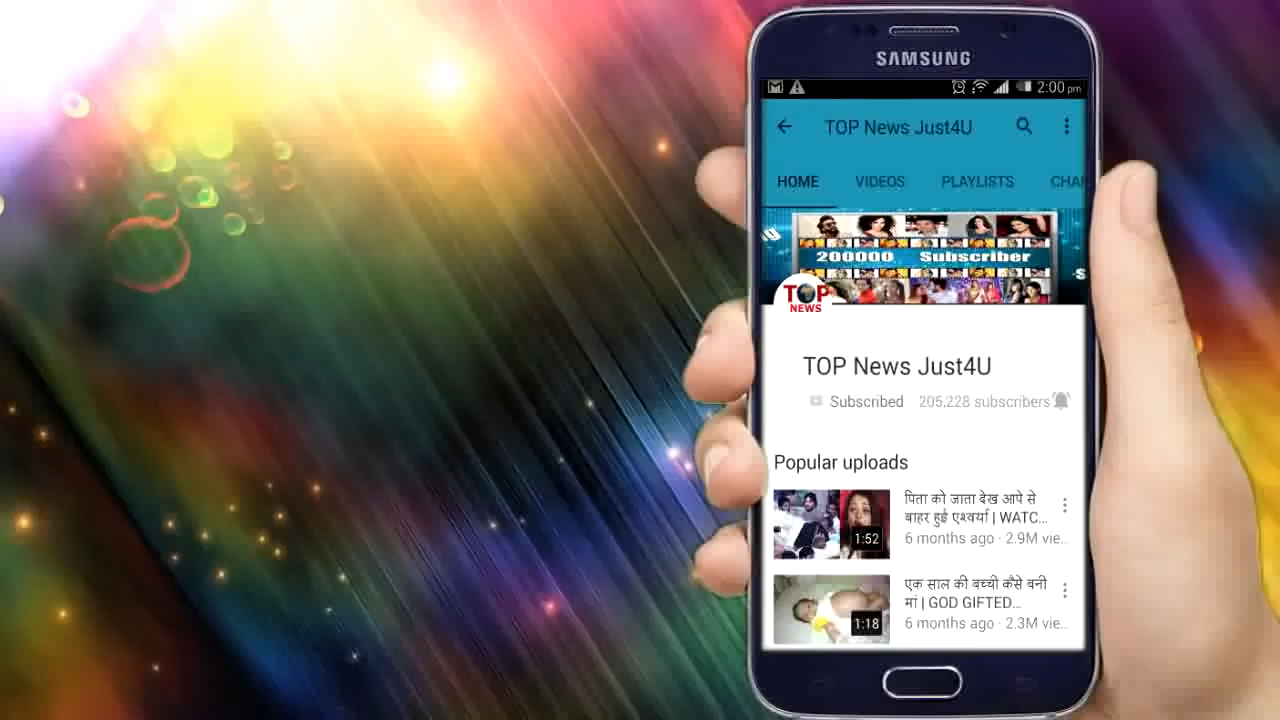 SAMSUNG
2:00 pm
TOP News Just4U
HOME VIDEOS PLAYLISTS CHA
200000 Subscriber
TOP
NEWS
TOP News Just4U
Subscribed 205,228 subscribers
Popular uploads
पिता को जाता देख आपे से
बाहर हुई एश्वर्या | WATC...
6 months ago · 2.9M vie...
1:52
एक साल की बच्ची कैसे बनी
मां | GOD GIFTED...
6 months ago · 2.3M vie...
1:18